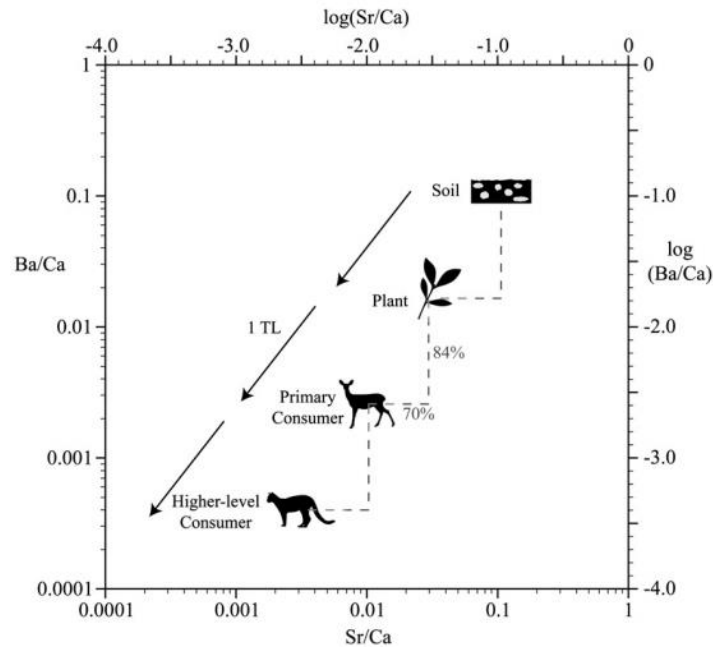 log(Sr/Ca)
-4.0 -3.0 -2.0 -1.0 0
1 0
0.1 Soil -1.0
Ba/Ca log
(Ba/Ca)
Plant
0.01 1 TL -2.0
84%
Primary
Consumer
70%
0.001 -3.0
Higher-level
Consumer
0.0001 -4.0
0.0001 0.001 0.01 0.1 1
Sr/Ca